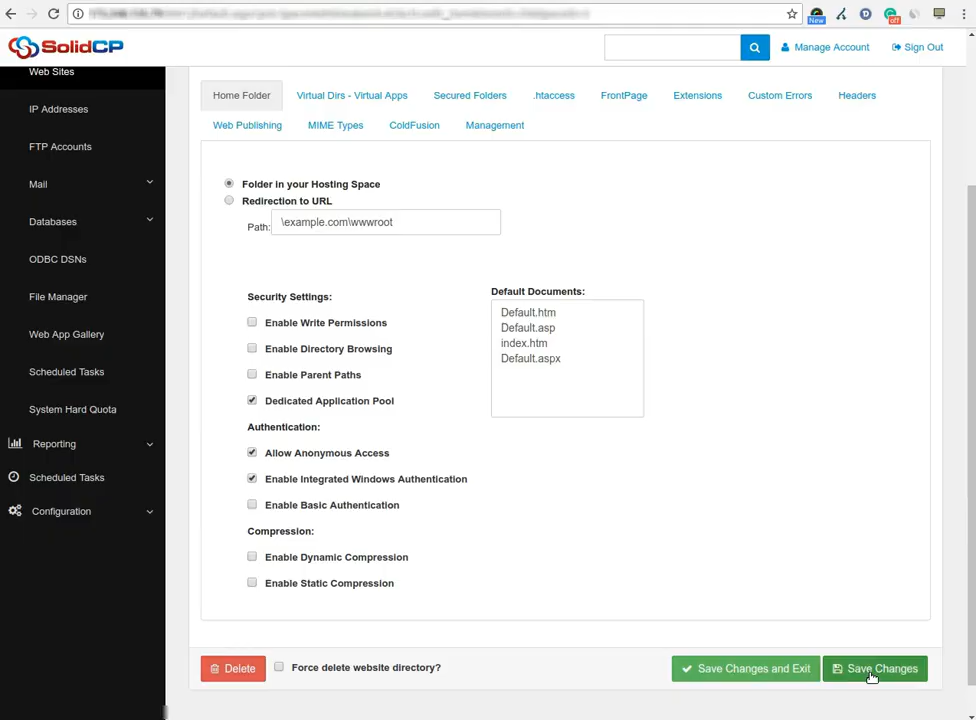 New
off
SolidCP
Manage Account
Sign Out
Web Sites
IP Addresses
FTP Accounts
Mail
Databases
ODBC DSNs
File Manager
Web App Gallery
Scheduled Tasks
System Hard Quota
Reporting
Scheduled Tasks
Configuration
Home Folder Virtual Dirs - Virtual Apps Secured Folders .htaccess FrontPage Extensions Custom Errors Headers
Web Publishing MIME Types ColdFusion Management
Folder in your Hosting Space
Redirection to URL
Path: \example.com\wwwroot
Security Settings:
Enable Write Permissions
Enable Directory Browsing
Enable Parent Paths
Dedicated Application Pool
Default Documents:
Default.htm
Default.asp
index.htm
Default.aspx
Authentication:
Allow Anonymous Access
Enable Integrated Windows Authentication
Enable Basic Authentication
Compression:
Enable Dynamic Compression
Enable Static Compression
Delete Force delete website directory? Save Changes and Exit Save Changes